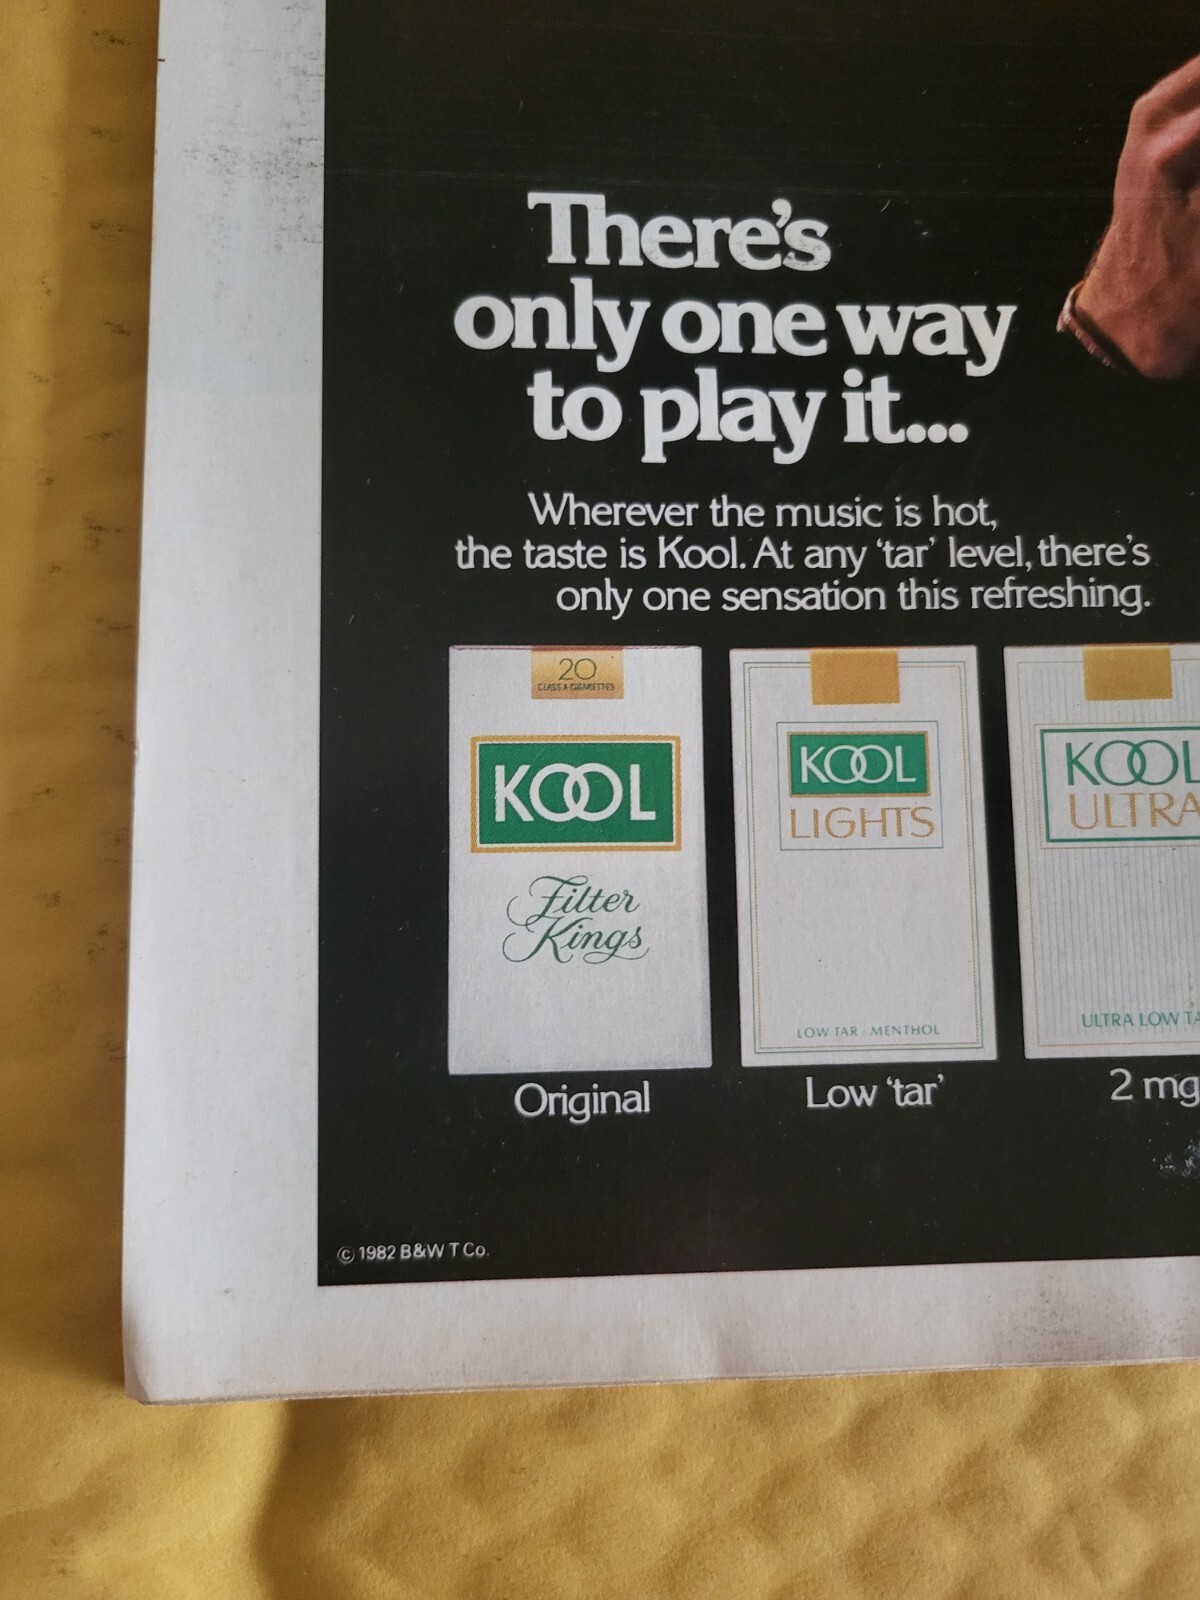 There's
only one way
to play it...
Wherever the music is hot,
the taste is Kool. At any 'tar' level, there's
only one sensation this refreshing.
20
CLASS A CIGARETTES
KOOL
Filter
Kings
Original
KOOL
LIGHTS
LOW TAR · MENTHOL
Low 'tar'
KOOL
ULTRA
ULTRA LOW TA
2 mg
© 1982 B&W T Co.